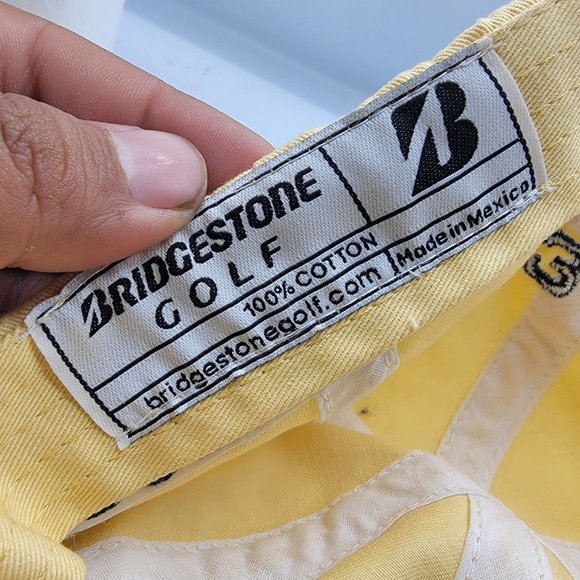 BRIDGESTONE
GOLF
B
100% COTTON
bridgestonegolf.com
Made in Mexico